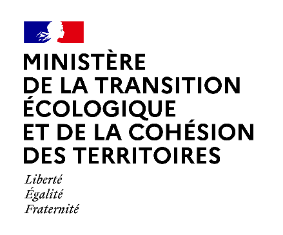 MINISTÈRE
DE LA TRANSITION
ÉCOLOGIQUE
ET DE LA COHÉSION
DES TERRITOIRES
Liberté
Égalité
Fraternité